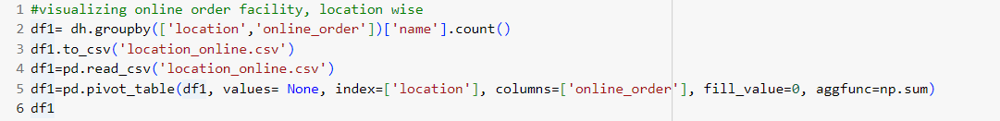 1 #visualizing online order facility, location wise
2 df1= dh.groupby(['location','online_order'])['name'].count()
3 df1.to_csv('location_online.csv')
4 df1=pd.read_csv('location_online.csv')
5 df1=pd.pivot_table(df1, values= None, index=['location'], columns=['online_order'], fill_value=0, aggfunc=np.sum)
6 df1